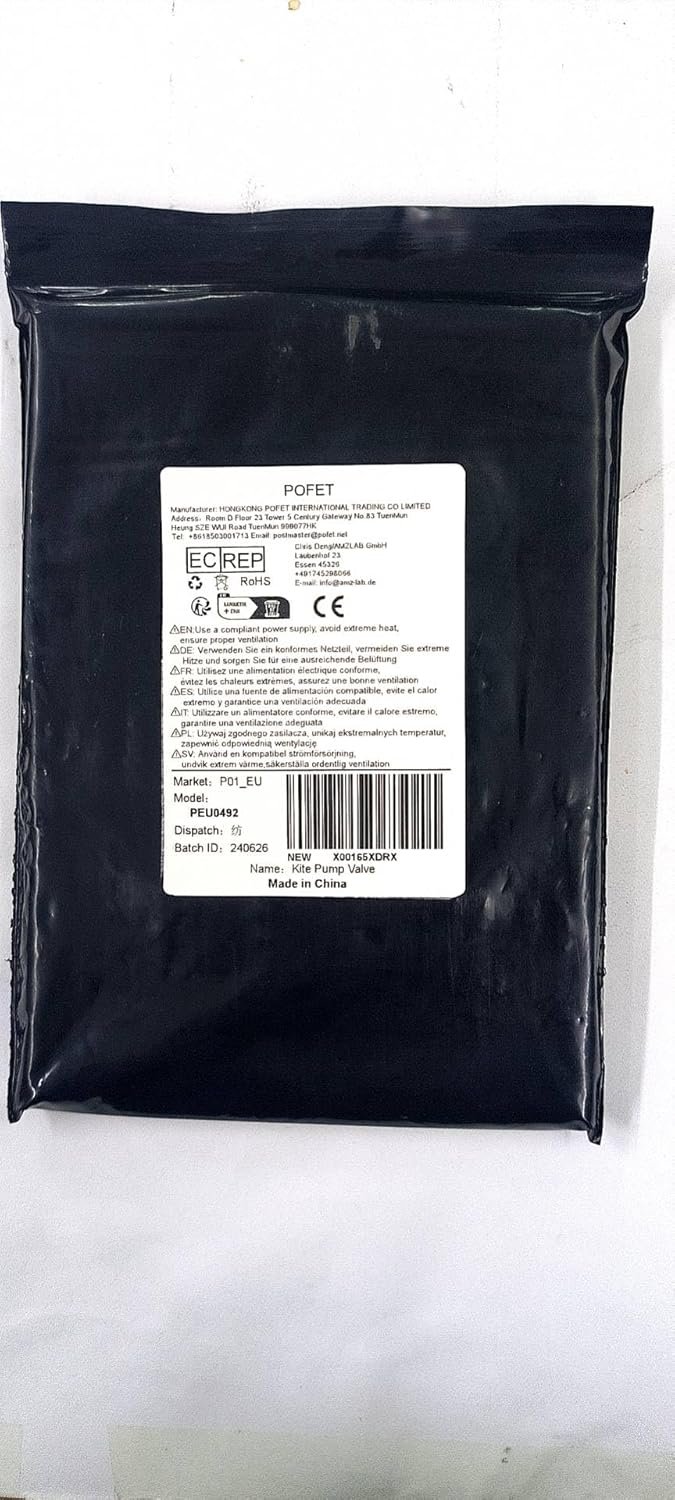 POFET
Manufacturer: HONGKONG POFET INTERNATIONAL TRADING CO LIMITED
Address: Room D Floor 23 Tower 5 Century Gateway No.83 TuenMun
Heung SZE WUI Road TuenMun 999077HK
Tel: +8618503001713 Email: postmaster@pofet.net
EC REP
Chris Deng/AMZLAB GmbH
Laubenhof 23
Essen 45326
+491745298066
E-mail: info@amz-lab.de
RoHS
FR
+ CE
⚠EN:Use a compliant power supply, avoid extreme heat,
ensure proper ventilation
⚠DE: Verwenden Sie ein konformes Netzteil, vermeiden Sie extreme
Hitze und sorgen Sie für eine ausreichende Belüftung
⚠FR: Utilisez une alimentation électrique conforme,
évitez les chaleurs extrêmes, assurez une bonne ventilation
⚠ES: Utilice una fuente de alimentación compatible, evite el calor
extremo y garantice una ventilación adecuada
⚠IT: Utilizzare un alimentatore conforme, evitare il calore estremo,
garantire una ventilazione adeguata
⚠PL: Używaj zgodnego zasilacza, unikaj ekstremalnych temperatur,
zapewnić odpowiednią wentylację
⚠SV: Använd en kompatibel strömförsörjning,
undvik extrem värme,säkerställa ordentlig ventilation
Market: P01_EU
Model:
PEU0492
Dispatch: 纺
Batch ID: 240626
NEW X00165XDRX
Name: Kite Pump Valve
Made in China